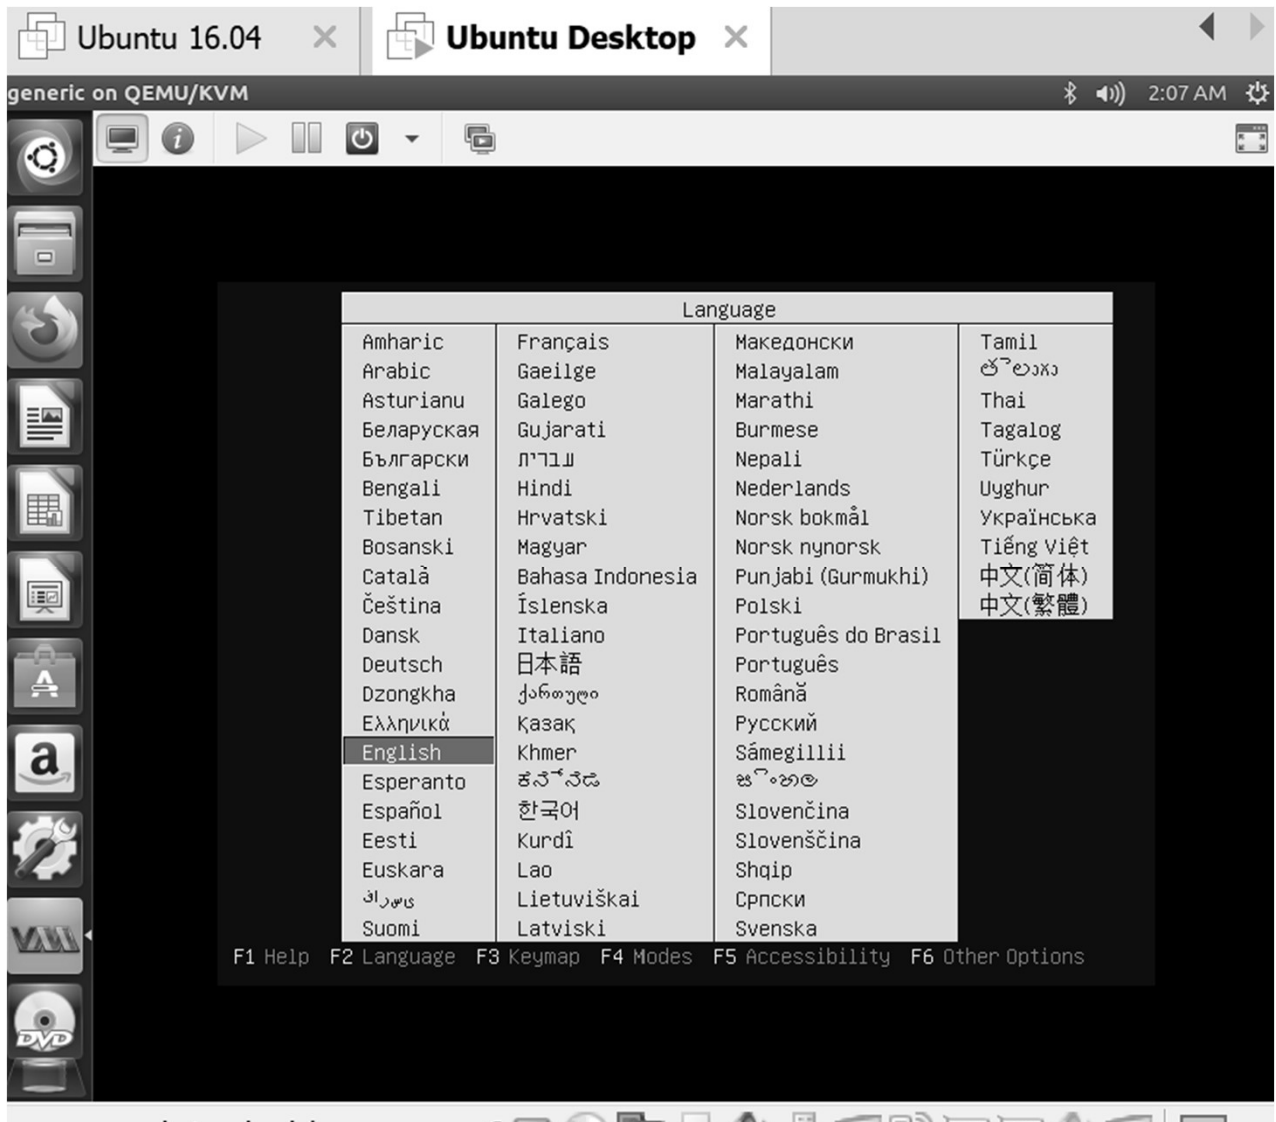 Ubuntu 16.04
Ubuntu Desktop
generic on QEMU/KVM
2:07 AM
Language
Amharic
Arabic
Asturianu
Беларуская
Български
Bengali
Tibetan
Bosanski
Català
Čeština
Dansk
Deutsch
Dzongkha
Ελληνικά
English
Esperanto
Español
Eesti
Euskara
Suomi
Français
Gaeilge
Galego
Gujarati
עברית
Hindi
Hrvatski
Magyar
Bahasa Indonesia
Íslenska
Italiano
日本語
ქართული
Қазақ
Khmer
한국어
Kurdî
Lao
Lietuviškai
Latviski
Македонски
Malayalam
Marathi
Burmese
Nepali
Nederlands
Norsk bokmål
Norsk nynorsk
Punjabi (Gurmukhi)
Polski
Português do Brasil
Português
Română
Русский
Sámegillii
Slovenčina
Slovenščina
Shqip
Српски
Svenska
Tamil
Thai
Tagalog
Türkçe
Uyghur
Українська
Tiếng Việt
中文(简体)
中文(繁體)
F1 Help F2 Language F3 Keymap F4 Modes F5 Accessibility F6 Other Options
DVD